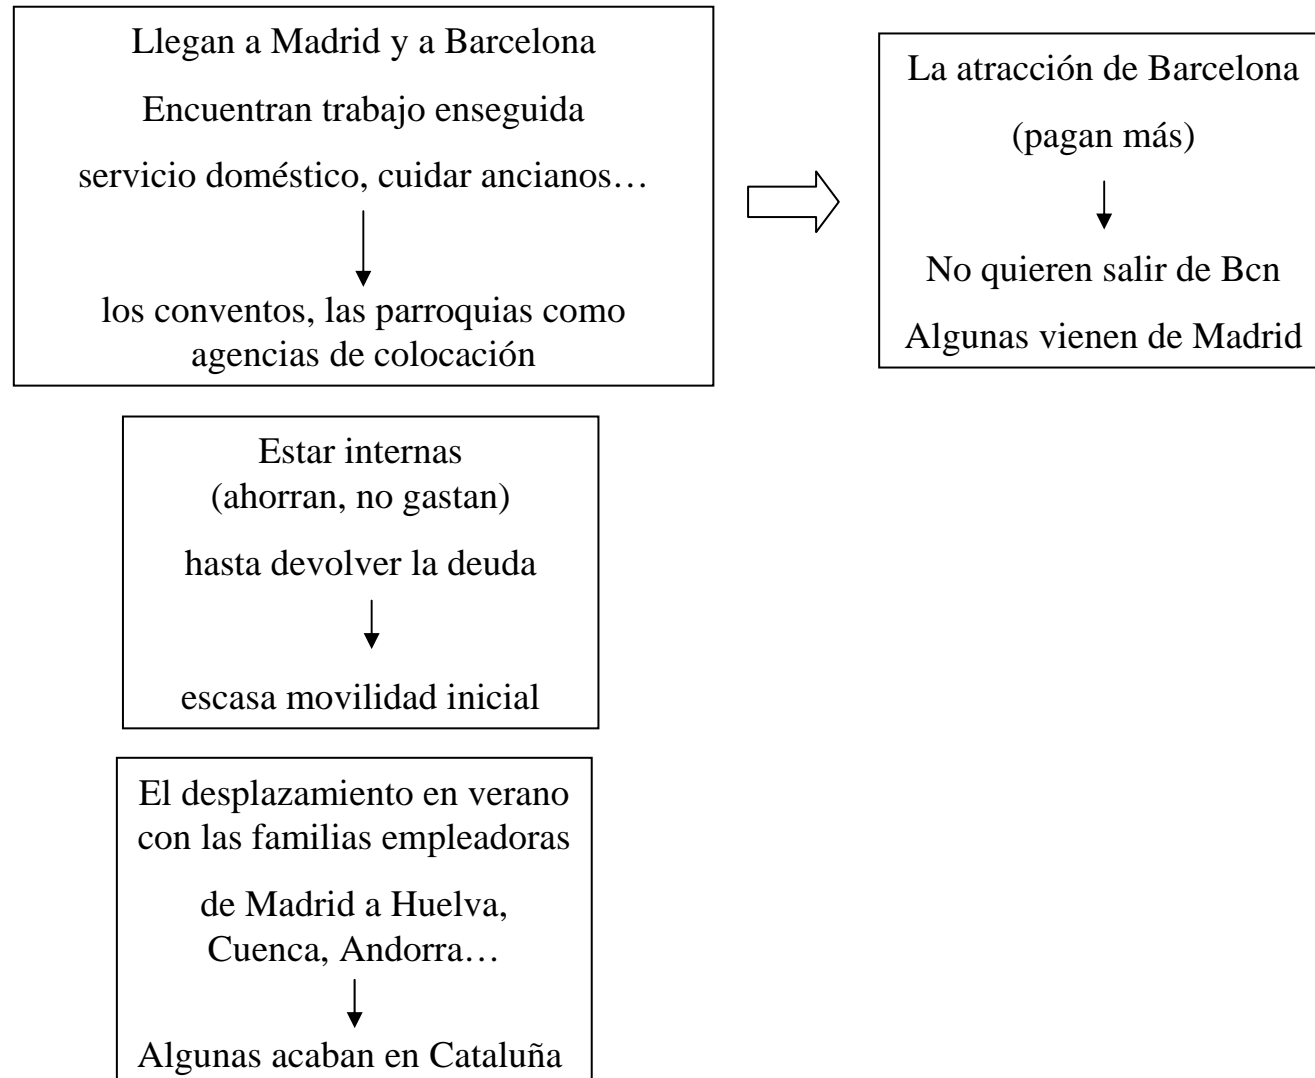 Llegan a Madrid y a Barcelona
Encuentran trabajo enseguida
servicio doméstico, cuidar ancianos…
los conventos, las parroquias como
agencias de colocación
La atracción de Barcelona
(pagan más)
No quieren salir de Bcn
Algunas vienen de Madrid
Estar internas
(ahorran, no gastan)
hasta devolver la deuda
escasa movilidad inicial
El desplazamiento en verano
con las familias empleadoras
de Madrid a Huelva,
Cuenca, Andorra…
Algunas acaban en Cataluña